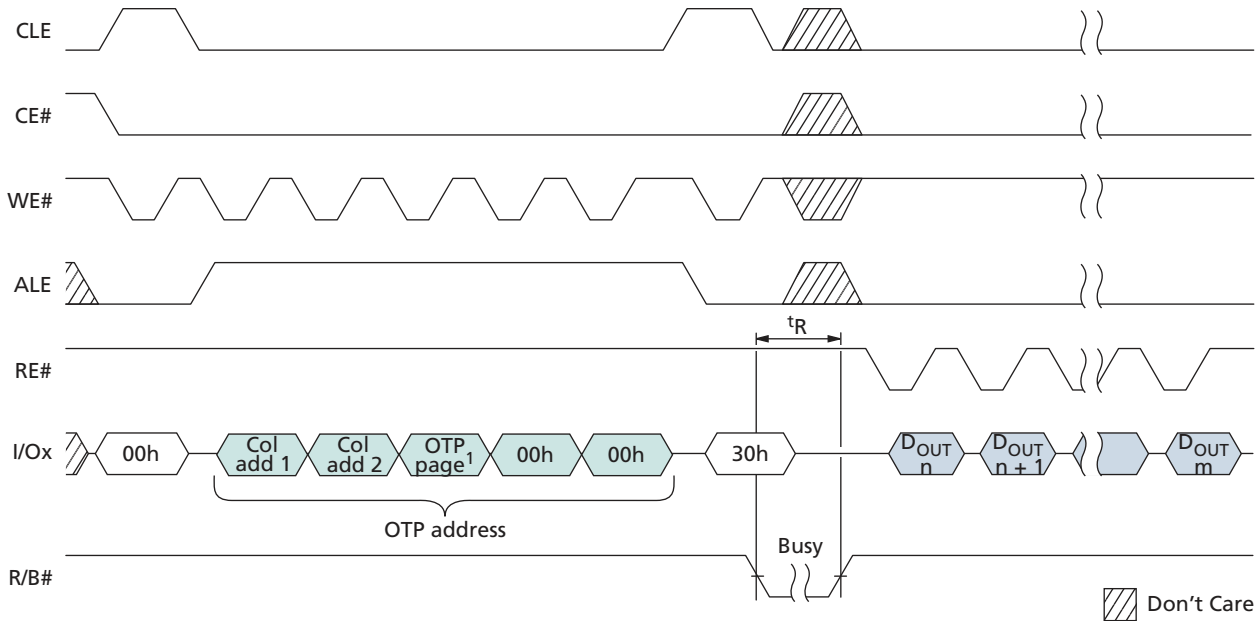 CLE
CE#
WE#
ALE
tR
RE#
I/Ox
00h
Col
add 1
Col
add 2
OTP
page1
00h
00h
30h
DOUT
n
DOUT
n + 1
DOUT
m
OTP address
Busy
R/B#
Don't Care